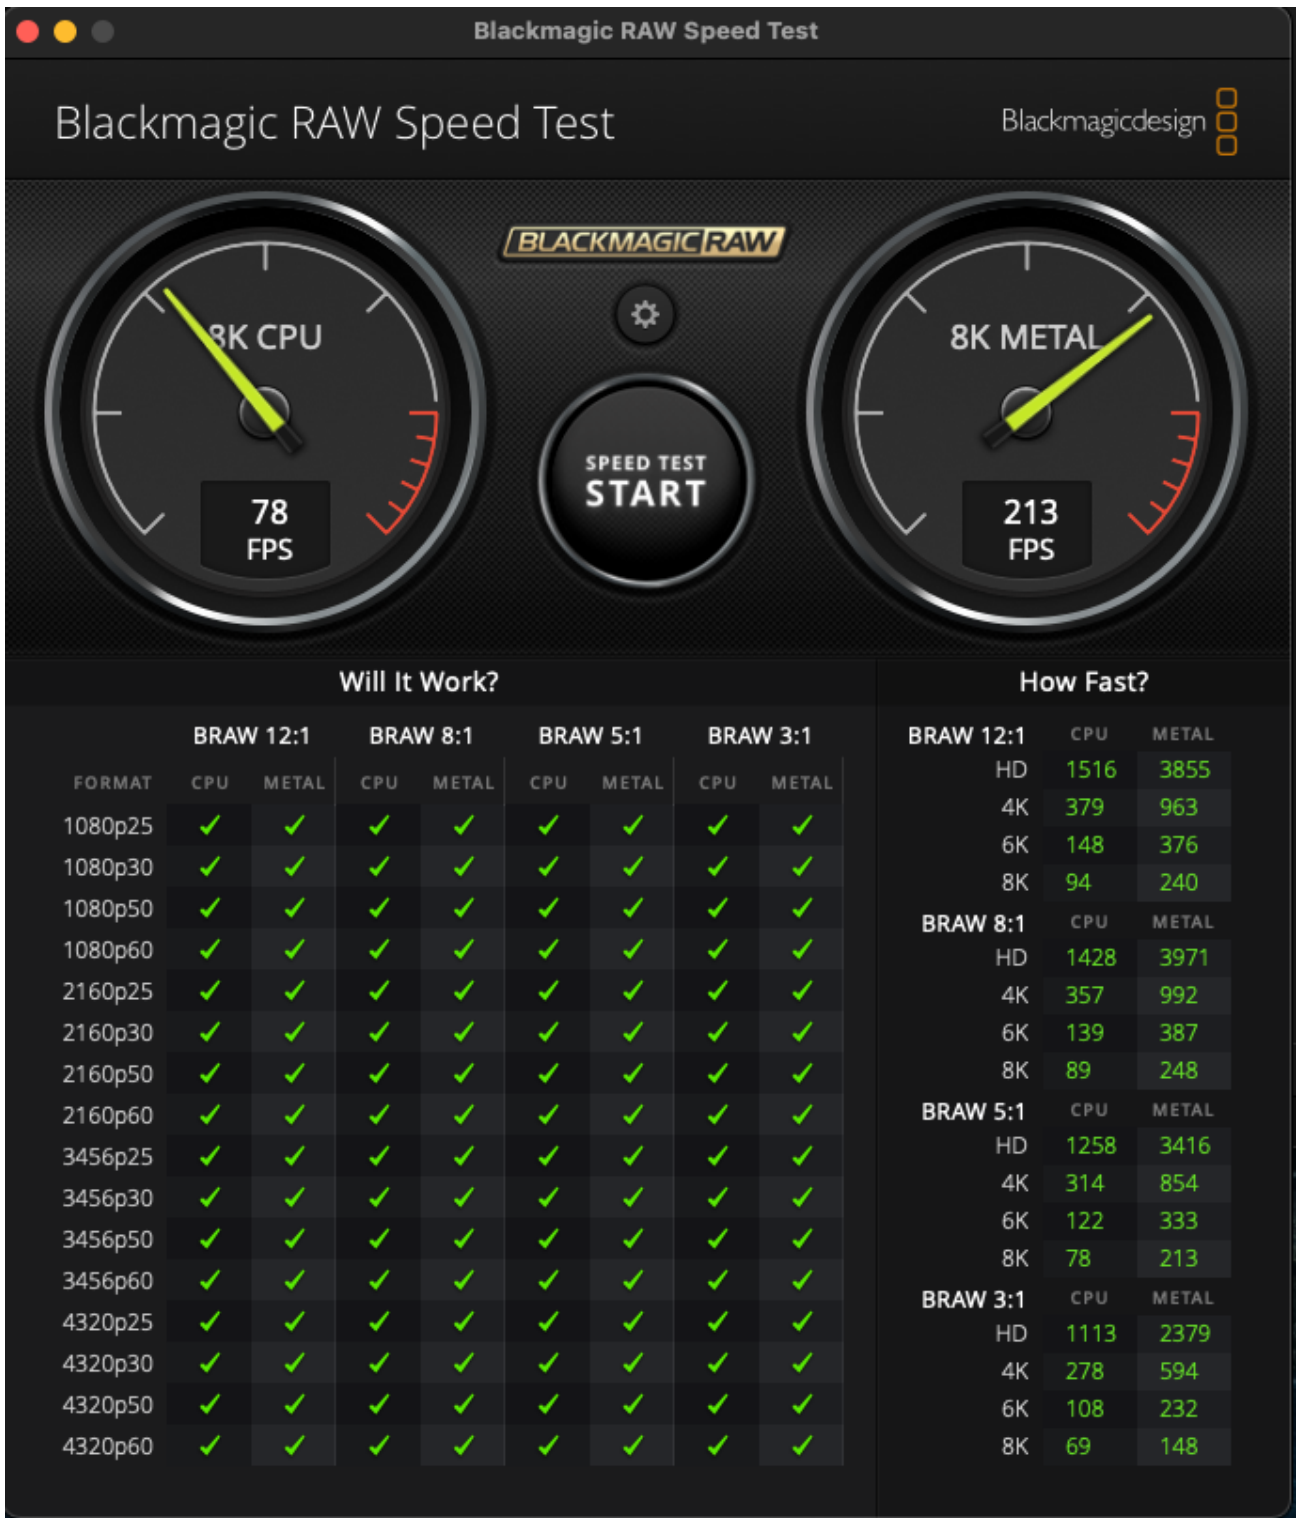 Blackmagic RAW Speed Test
Blackmagic RAW Speed Test
Blackmagicdesign
BLACKMAGIC RAW
8K CPU
78
FPS
SPEED TEST
START
8K METAL
213
FPS
Will It Work?
BRAW 12:1 BRAW 8:1 BRAW 5:1 BRAW 3:1
FORMAT CPU METAL CPU METAL CPU METAL CPU METAL
1080p25 ✓ ✓ ✓ ✓ ✓ ✓ ✓ ✓
1080p30 ✓ ✓ ✓ ✓ ✓ ✓ ✓ ✓
1080p50 ✓ ✓ ✓ ✓ ✓ ✓ ✓ ✓
1080p60 ✓ ✓ ✓ ✓ ✓ ✓ ✓ ✓
2160p25 ✓ ✓ ✓ ✓ ✓ ✓ ✓ ✓
2160p30 ✓ ✓ ✓ ✓ ✓ ✓ ✓ ✓
2160p50 ✓ ✓ ✓ ✓ ✓ ✓ ✓ ✓
2160p60 ✓ ✓ ✓ ✓ ✓ ✓ ✓ ✓
3456p25 ✓ ✓ ✓ ✓ ✓ ✓ ✓ ✓
3456p30 ✓ ✓ ✓ ✓ ✓ ✓ ✓ ✓
3456p50 ✓ ✓ ✓ ✓ ✓ ✓ ✓ ✓
3456p60 ✓ ✓ ✓ ✓ ✓ ✓ ✓ ✓
4320p25 ✓ ✓ ✓ ✓ ✓ ✓ ✓ ✓
4320p30 ✓ ✓ ✓ ✓ ✓ ✓ ✓ ✓
4320p50 ✓ ✓ ✓ ✓ ✓ ✓ ✓ ✓
4320p60 ✓ ✓ ✓ ✓ ✓ ✓ ✓ ✓
How Fast?
BRAW 12:1 CPU METAL
HD 1516 3855
4K 379 963
6K 148 376
8K 94 240
BRAW 8:1 CPU METAL
HD 1428 3971
4K 357 992
6K 139 387
8K 89 248
BRAW 5:1 CPU METAL
HD 1258 3416
4K 314 854
6K 122 333
8K 78 213
BRAW 3:1 CPU METAL
HD 1113 2379
4K 278 594
6K 108 232
8K 69 148